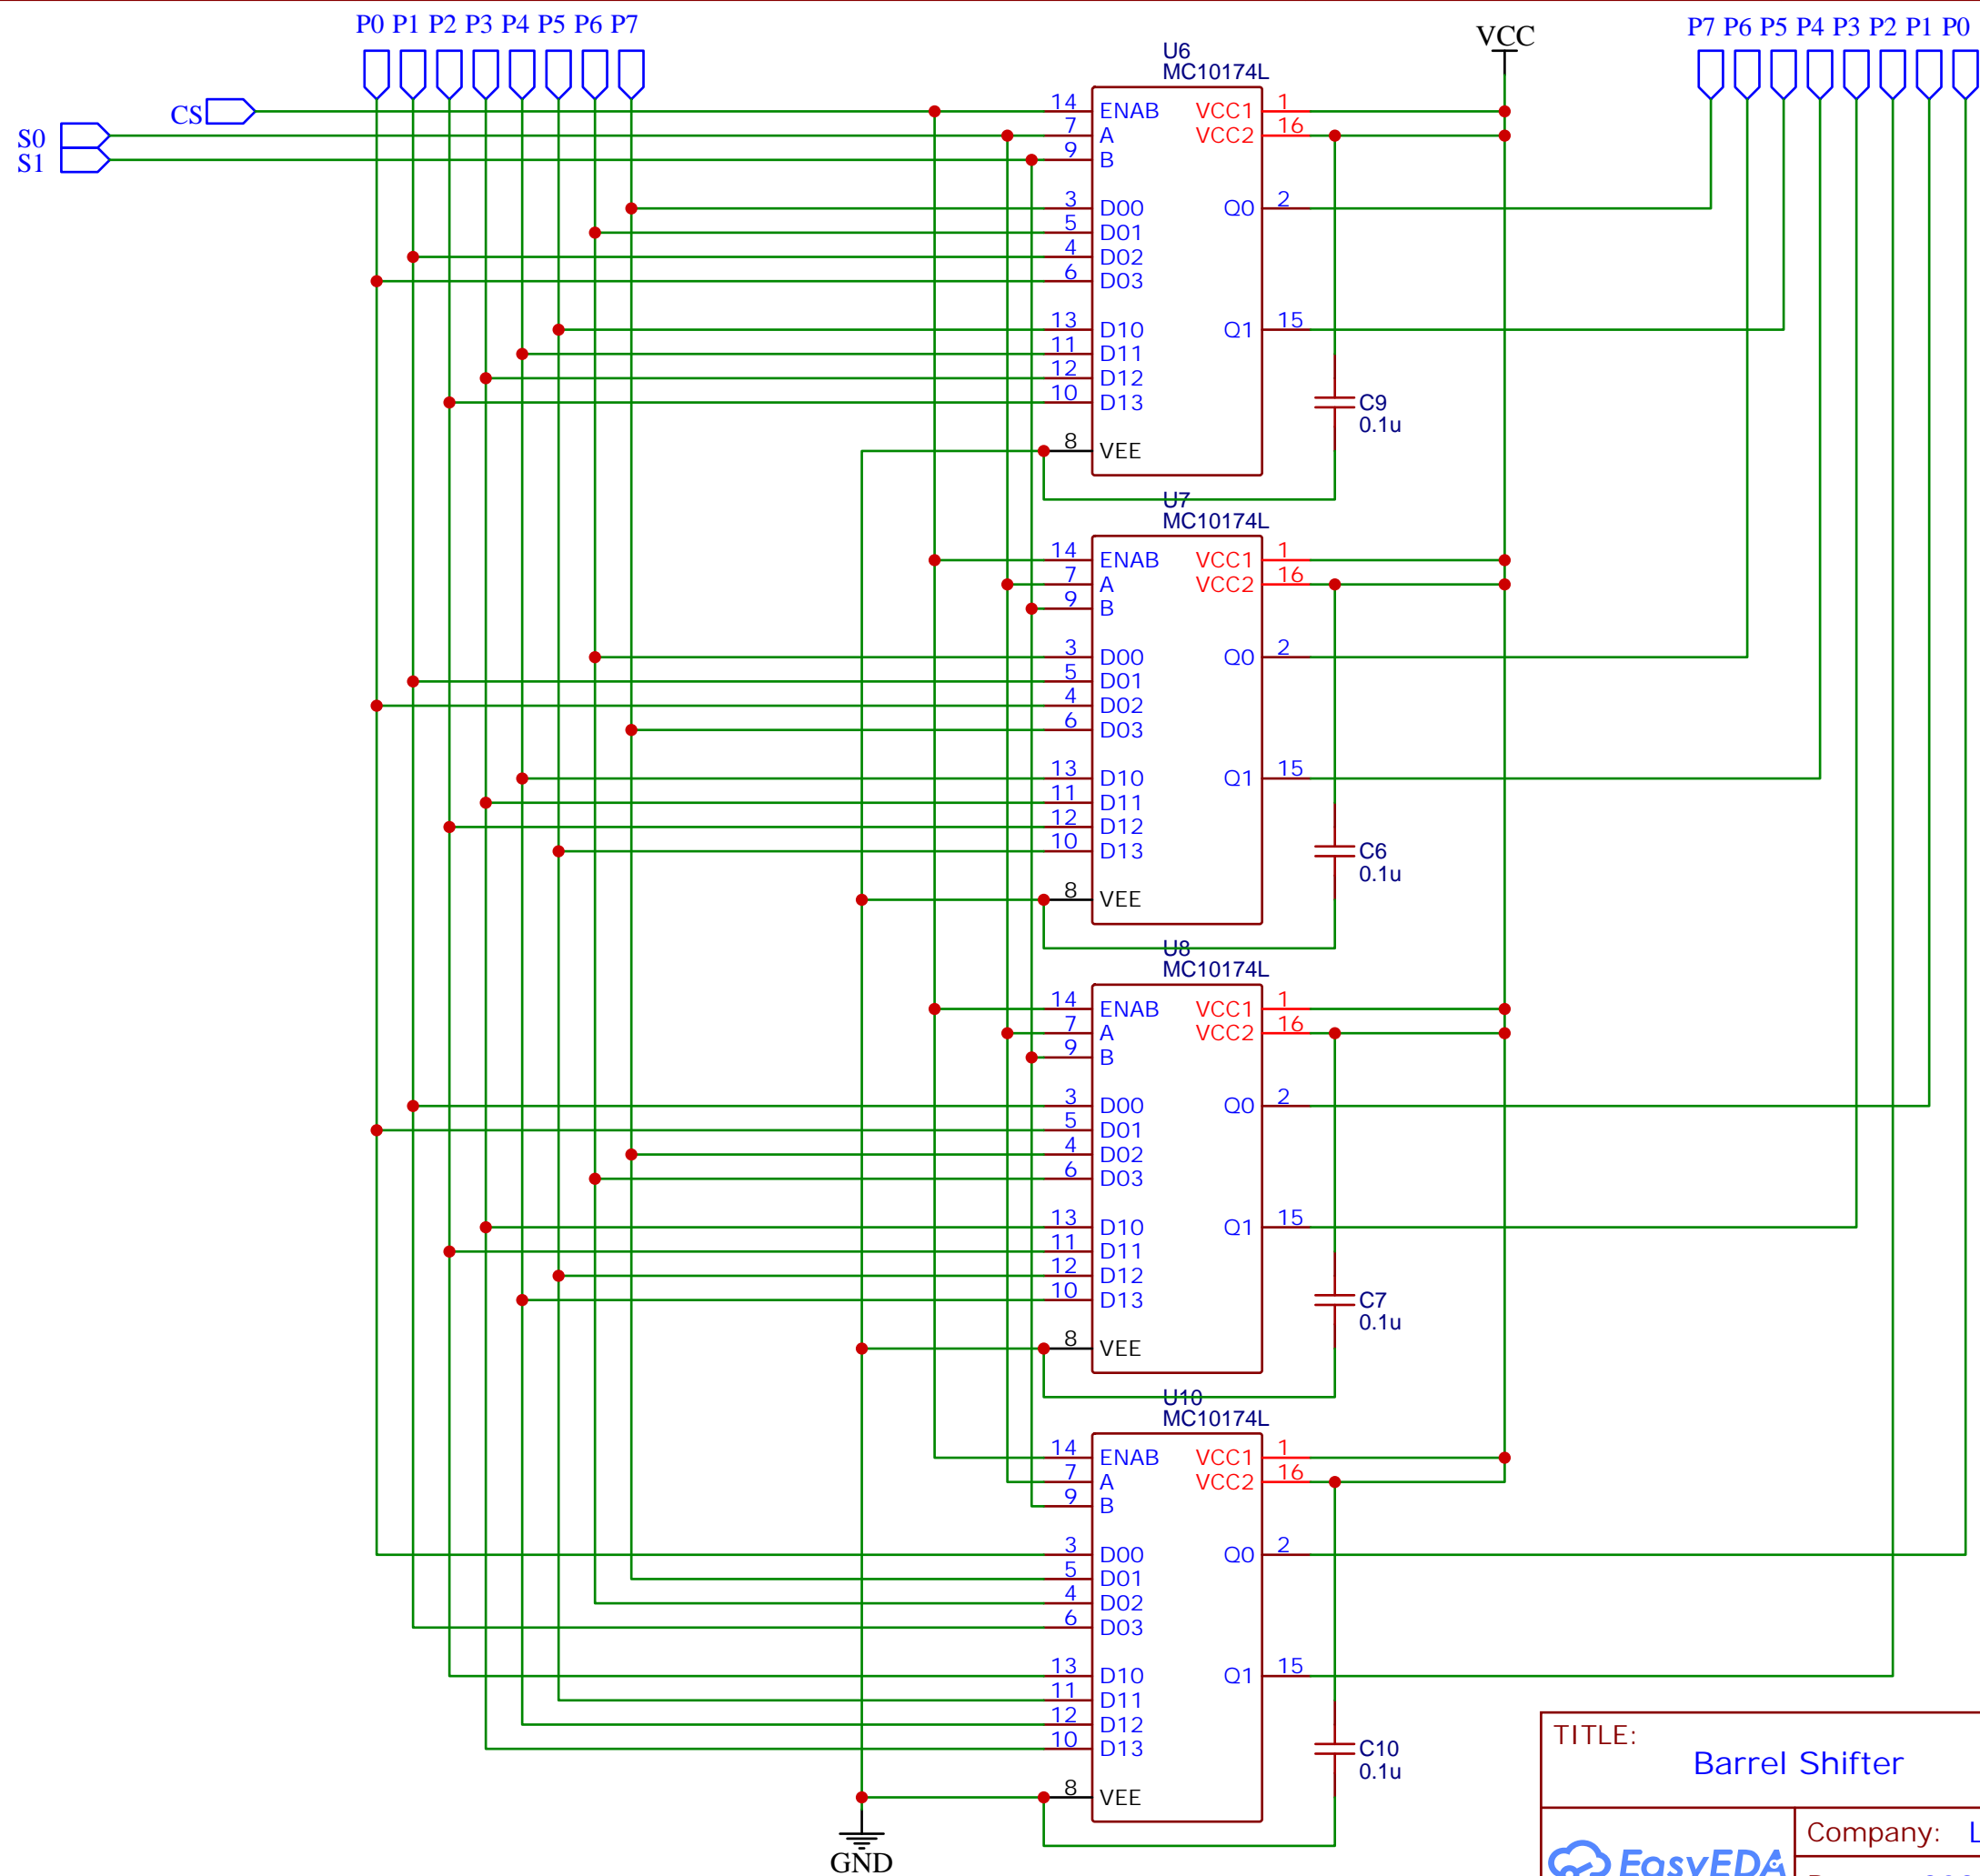 P0 P1 P2 P3 P4 P5 P6 P7
VCC
P7 P6 P5 P4 P3 P2 P1 P0
CS
S0
S1
U6
MC10174L
14 ENAB VCC1 1
7 A VCC2 16
9 B
3 D00 Q0 2
5 D01
4 D02
6 D03
13 D10 Q1 15
11 D11
12 D12
10 D13
8 VEE
C9
0.1u
U7
MC10174L
14 ENAB VCC1 1
7 A VCC2 16
9 B
3 D00 Q0 2
5 D01
4 D02
6 D03
13 D10 Q1 15
11 D11
12 D12
10 D13
8 VEE
C6
0.1u
U8
MC10174L
14 ENAB VCC1 1
7 A VCC2 16
9 B
3 D00 Q0 2
5 D01
4 D02
6 D03
13 D10 Q1 15
11 D11
12 D12
10 D13
8 VEE
C7
0.1u
U10
MC10174L
14 ENAB VCC1 1
7 A VCC2 16
9 B
3 D00 Q0 2
5 D01
4 D02
6 D03
13 D10 Q1 15
11 D11
12 D12
10 D13
8 VEE
C10
0.1u
GND
TITLE:
Barrel Shifter
Company:
EasyEDA